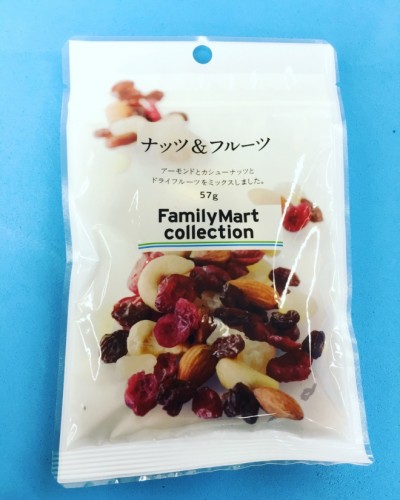 ナッツ&フルーツ
アーモンドとカシューナッツと
ドライフルーツをミックスしました。
57g
FamilyMart
collection